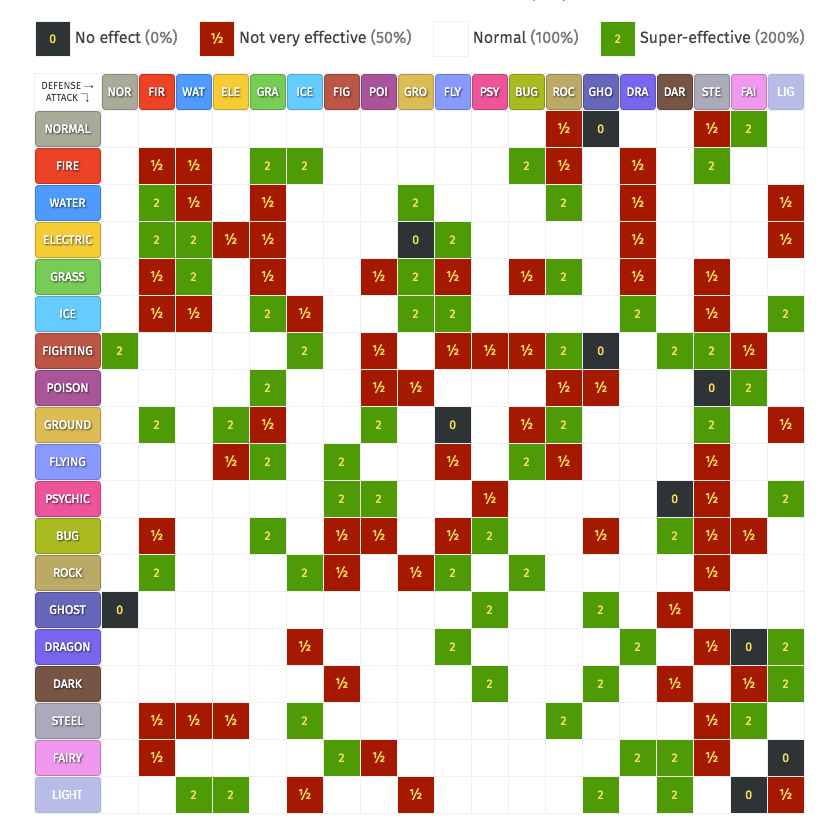 0 No effect (0%) ½ Not very effective (50%) Normal (100%) 2 Super-effective (200%)
DEFENSE → NOR FIR WAT ELE GRA ICE FIG POI GRO FLY PSY BUG ROC GHO DRA DAR STE FAI LIG
ATTACK ⤵
NORMAL ½ 0 ½ 2
FIRE ½ ½ 2 2 2 ½ ½ 2
WATER 2 ½ ½ 2 2 ½ ½
ELECTRIC 2 2 ½ ½ 0 2 ½ ½
GRASS ½ 2 ½ ½ 2 ½ ½ 2 ½ ½
ICE ½ ½ 2 ½ 2 2 2 ½ 2
FIGHTING 2 2 ½ ½ ½ ½ 2 0 2 2 ½
POISON 2 ½ ½ ½ ½ 0 2
GROUND 2 2 ½ 2 0 ½ 2 2 ½
FLYING ½ 2 2 ½ 2 ½ ½
PSYCHIC 2 2 ½ 0 ½ 2
BUG ½ 2 ½ ½ ½ 2 ½ 2 ½ ½
ROCK 2 2 ½ ½ 2 2 ½
GHOST 0 2 2 ½
DRAGON ½ 2 2 ½ 0 2
DARK ½ 2 2 ½ ½ 2
STEEL ½ ½ ½ 2 2 ½ 2
FAIRY ½ 2 ½ 2 2 ½ 0
LIGHT 2 2 ½ ½ 2 2 0 ½